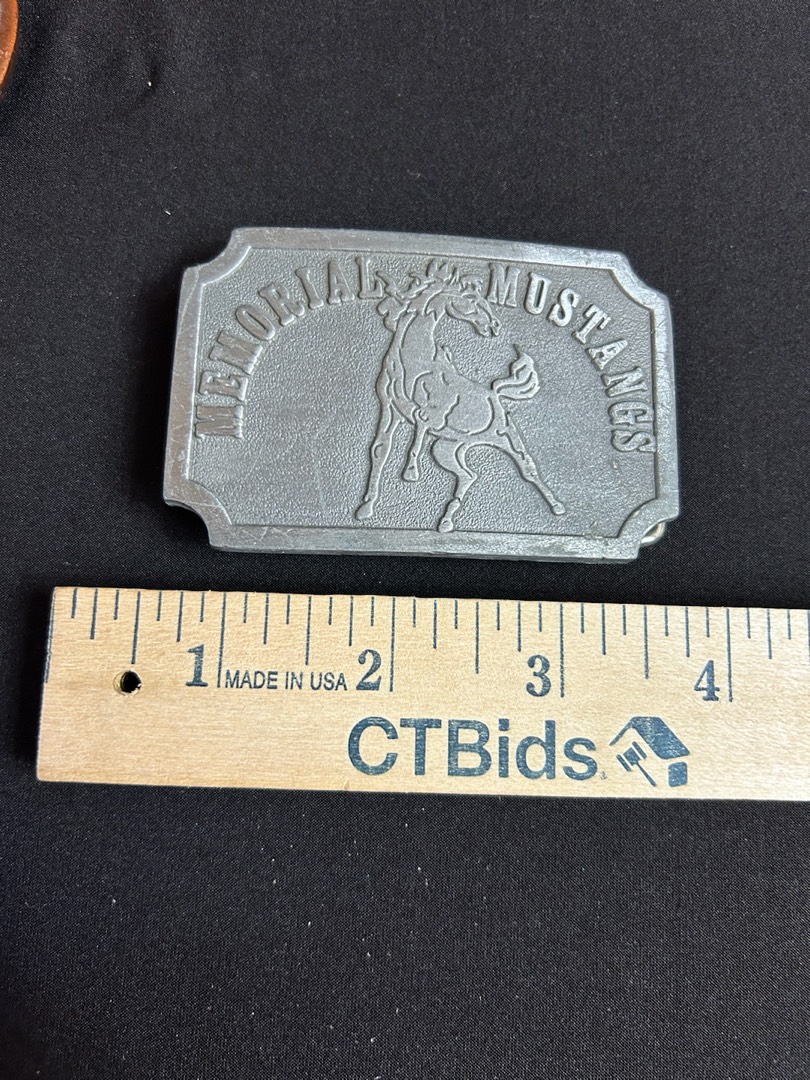 MEMORIAL MUSTANGS
1 MADE IN USA 2 3 4
CTBids